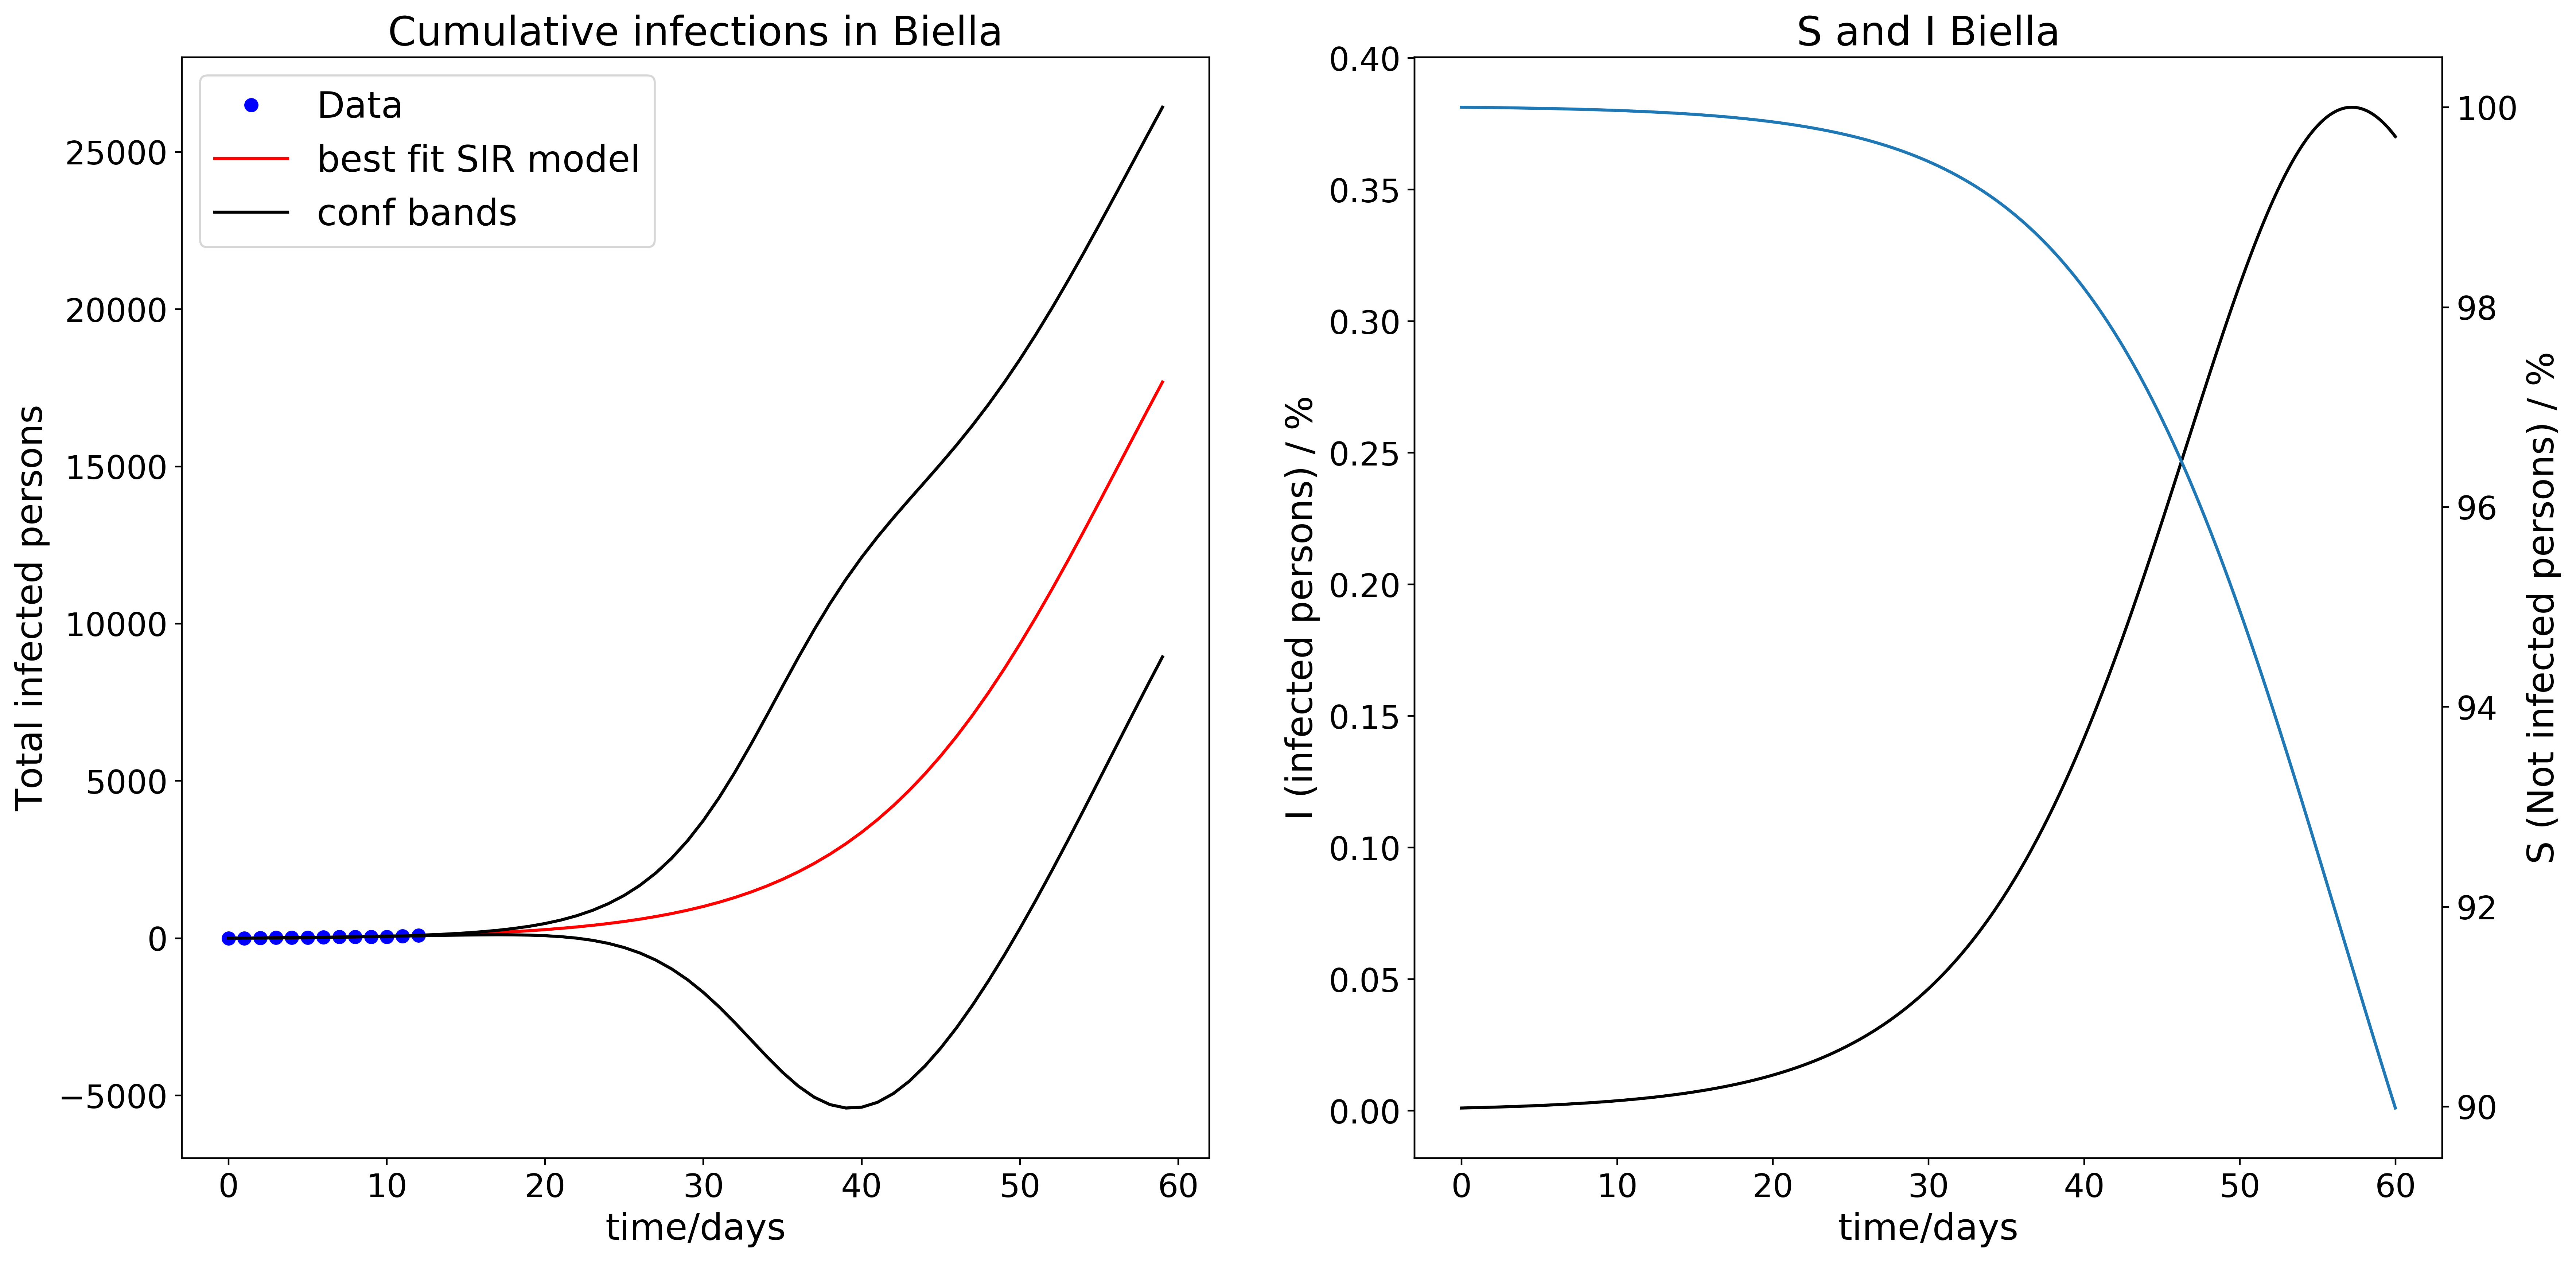 Cumulative infections in Biella
Data
best fit SIR model
conf bands
Total infected persons
25000
20000
15000
10000
5000
0
−5000
0 10 20 30 40 50 60
time/days
S and I Biella
I (infected persons) / %
0.40
0.35
0.30
0.25
0.20
0.15
0.10
0.05
0.00
100
98
96
94
92
90
S (Not infected persons) / %
0 10 20 30 40 50 60
time/days